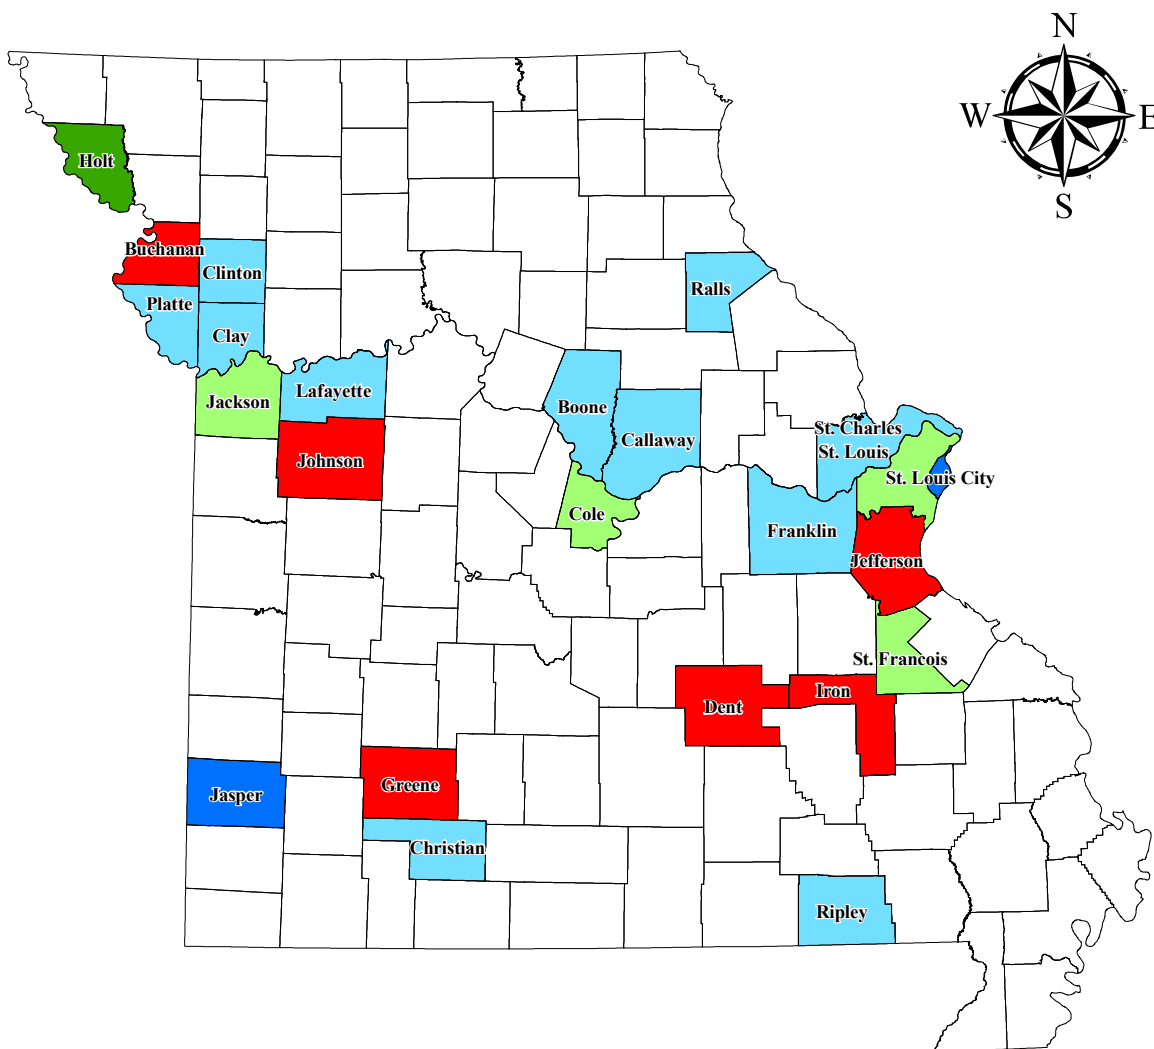 N
W
E
S
Holt
Buchanan
Clinton
Platte
Ralls
Clay
Lafayette
Jackson
Boone
St. Charles
Callaway
St. Louis
Johnson
St. Louis City
Cole
Franklin
Jefferson
St. Francois
Iron
Dent
Greene
Jasper
Christian
Ripley